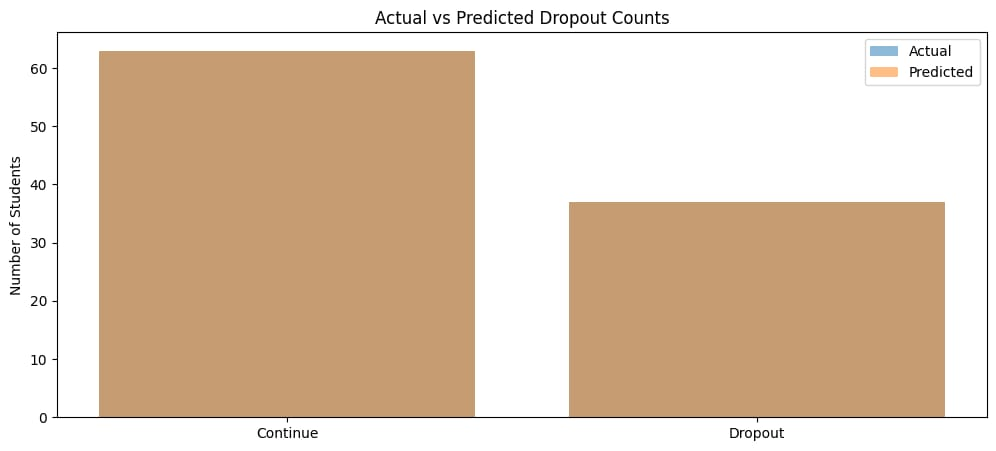 Actual vs Predicted Dropout Counts
Actual
Predicted
Number of Students
60
50
40
30
20
10
0
Continue
Dropout